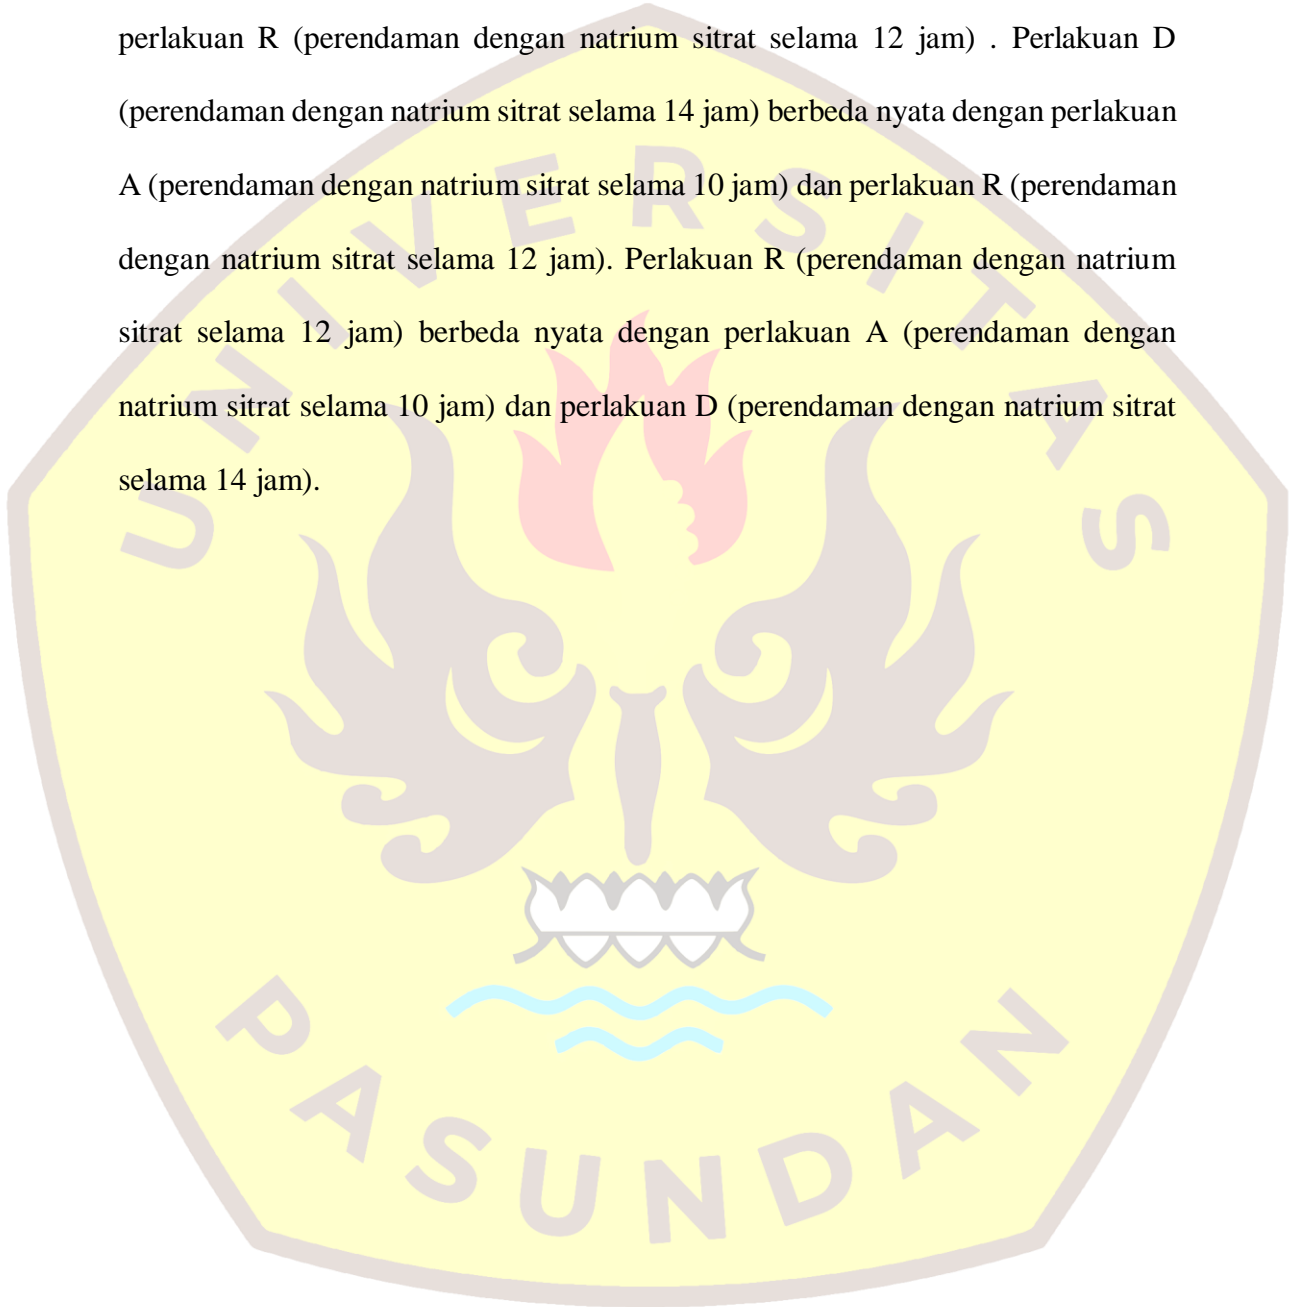 perlakuan R (perendaman dengan natrium sitrat selama 12 jam) . Perlakuan D
(perendaman dengan natrium sitrat selama 14 jam) berbeda nyata dengan perlakuan
A (perendaman dengan natrium sitrat selama 10 jam) dan perlakuan R (perendaman
dengan natrium sitrat selama 12 jam). Perlakuan R (perendaman dengan natrium
sitrat selama 12 jam) berbeda nyata dengan perlakuan A (perendaman dengan
natrium sitrat selama 10 jam) dan perlakuan D (perendaman dengan natrium sitrat
selama 14 jam).
UNIVERSITAS
PASUNDAN